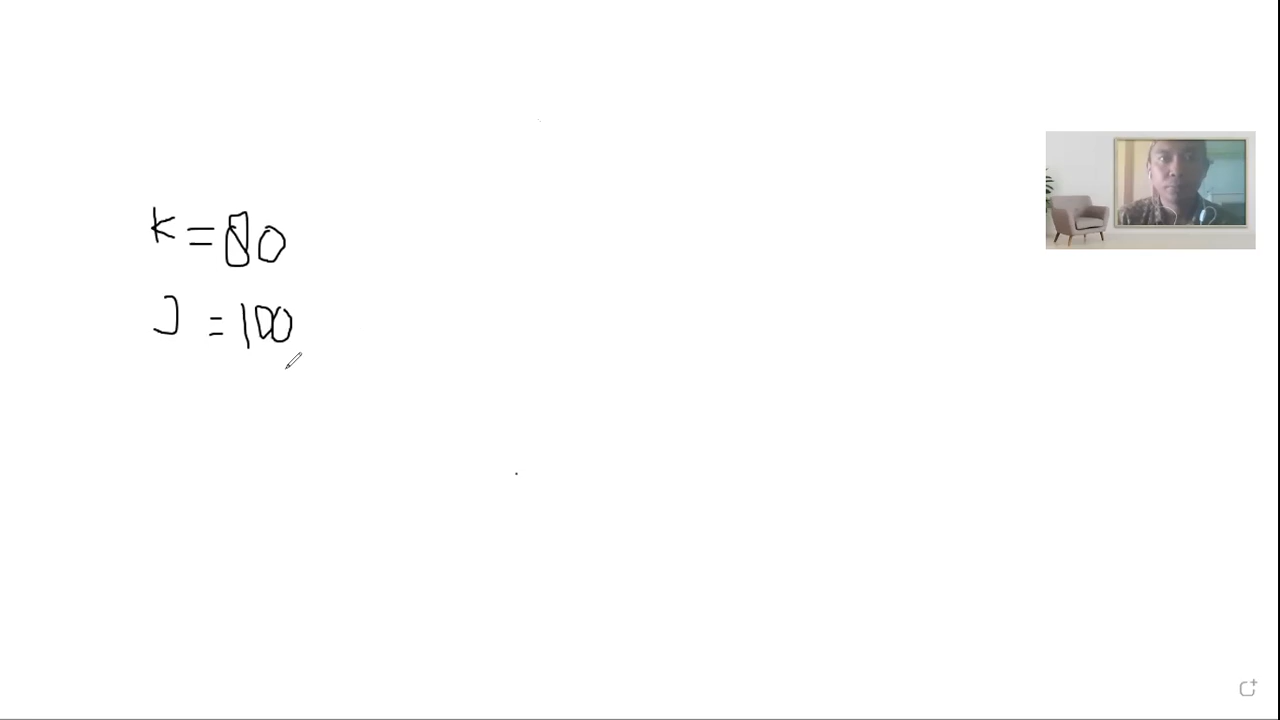 K = 80
J = 100